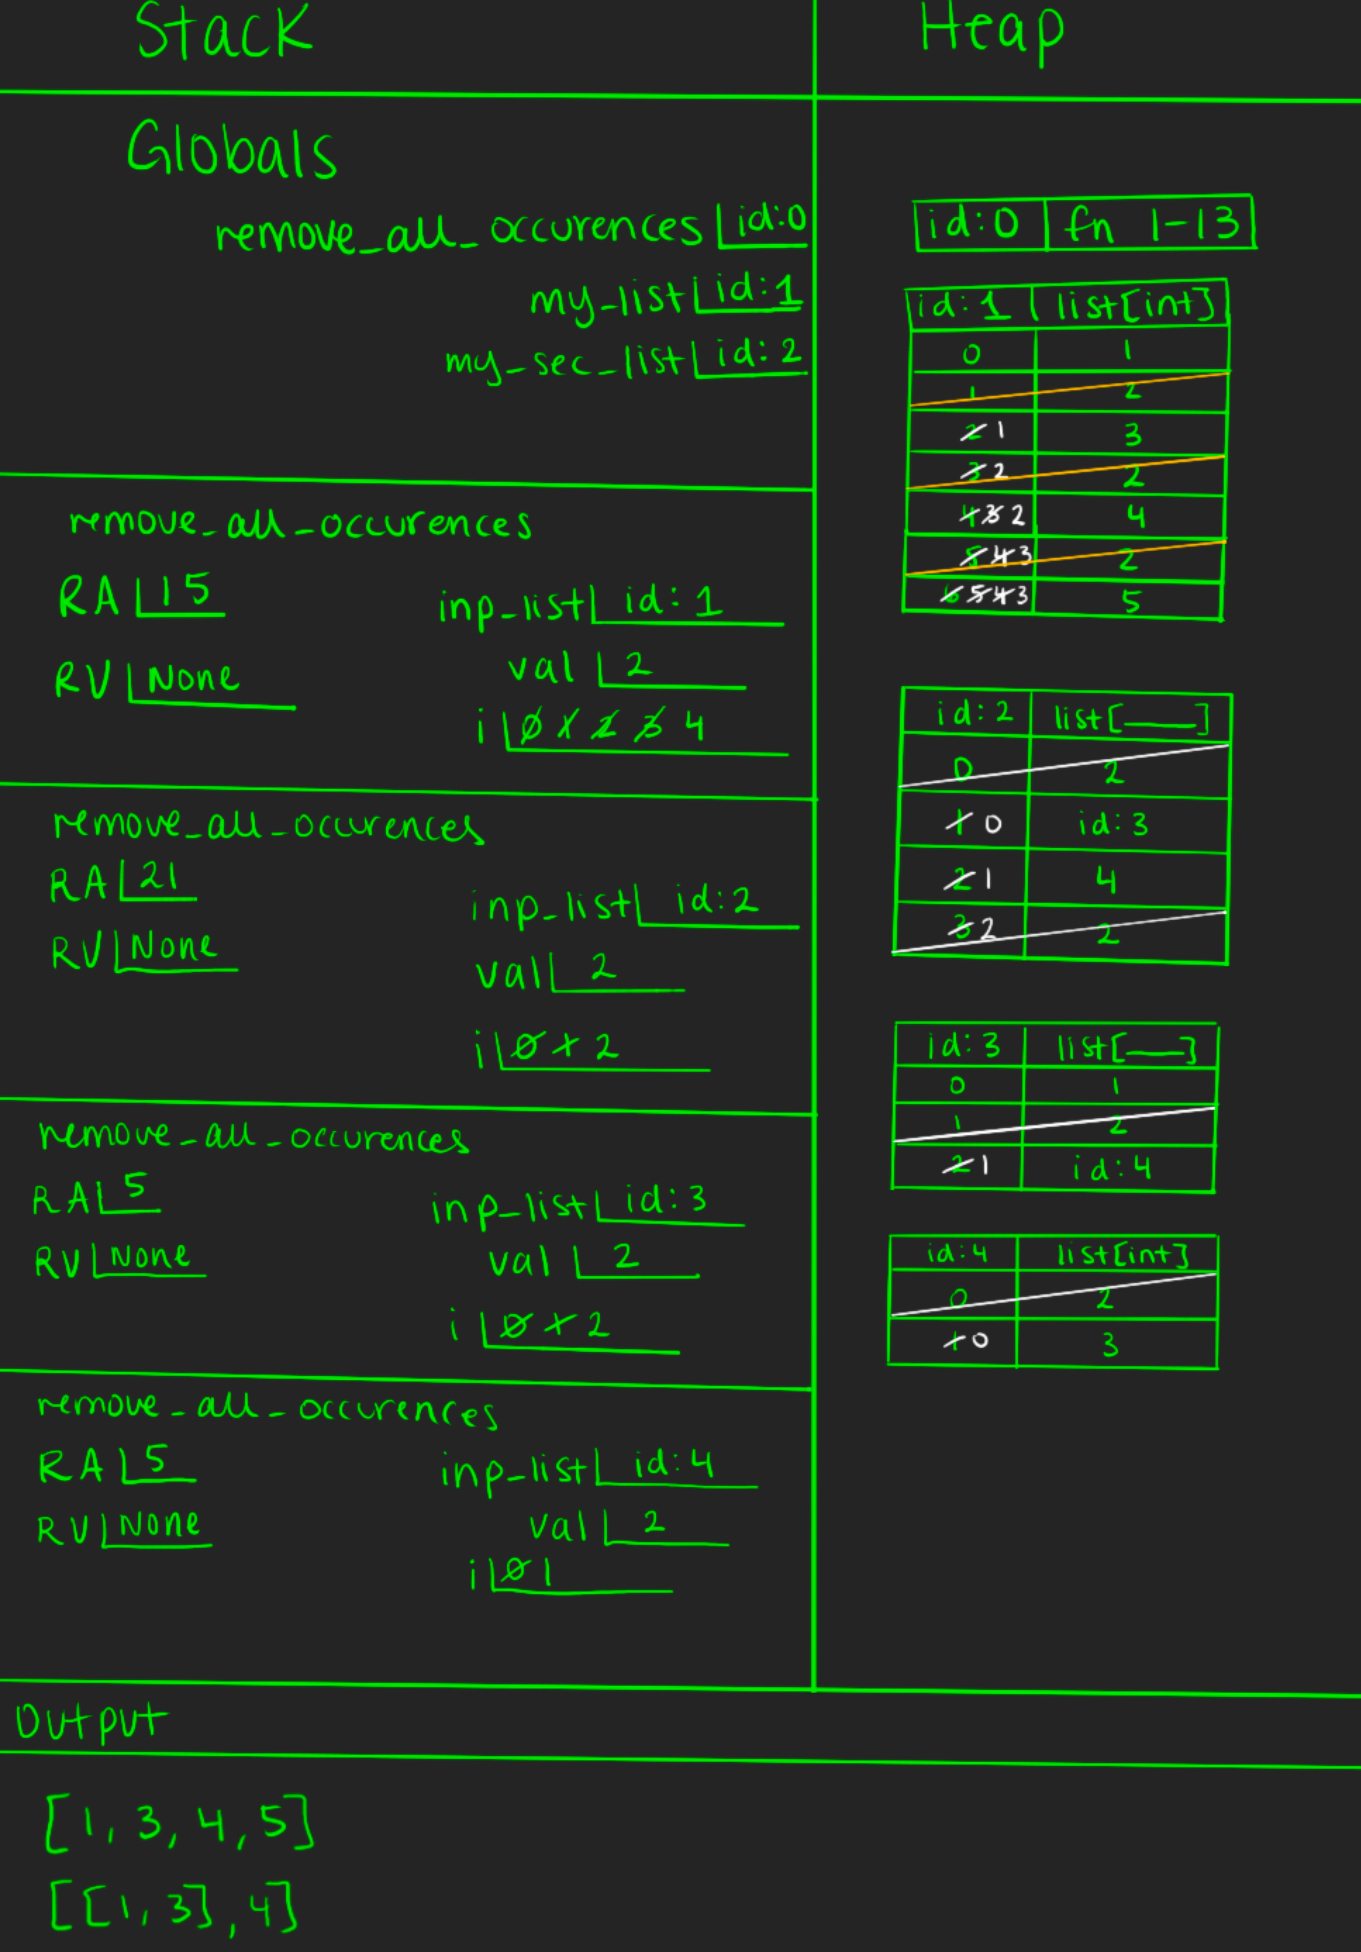 Stack
Heap
Globals
remove_all_occurences id:0
my_list id:1
my_sec_list id:2
remove_all_occurences
RA 15
inp_list id:1
RV None
val 2
i 0 1 2 3 4
remove_all_occurences
RA 21
inp_list id:2
RV None
val 2
i 0 1 2
remove_all_occurences
RA 5
inp_list id:3
RV None
val 2
i 0 1 2
remove_all_occurences
RA 5
inp_list id:4
RV None
val 2
i 0 1
id:0 fn 1-13
id:1 list[int]
0 1
1 2
2 1 3
3 2 2
4 3 2 4
5 4 3 2
6 5 4 3 5
id:2 list[___]
0 2
1 0 id:3
2 1 4
3 2 2
id:3 list[___]
0 1
1 2
2 1 id:4
id:4 list[int]
0 2
1 0 3
Output
[1, 3, 4, 5]
[[1, 3], 4]